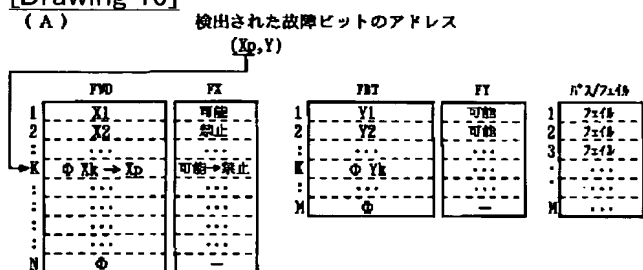 [Drawing 10]
(A) 検出された故障ビットのアドレス
(Xp,Y)
FWD FX FBT FY パス/フェイル
1 X1 可能 1 Y1 可能 1 フェイル
2 X2 禁止 2 Y2 可能 2 フェイル
: ... ... : ... ... 3 フェイル
K Φ Xk→Xp 可能→禁止 K Φ Yk ... · ...
: ... ... : ... ... · ...
: ... ... M Φ — M ...
: ... ...
N Φ —